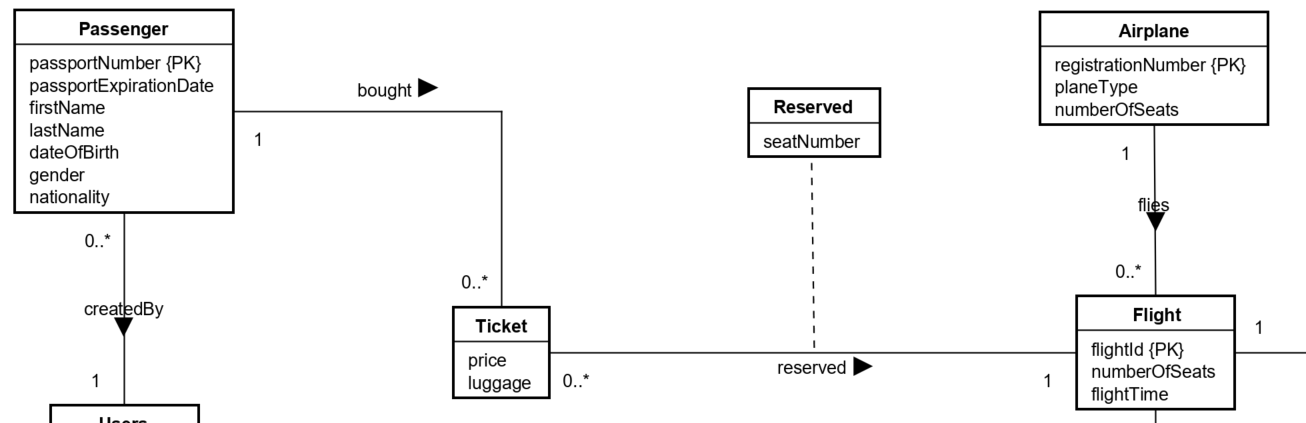 Passenger
passportNumber {PK}
passportExpirationDate
firstName
lastName
dateOfBirth
gender
nationality
bought
1
0..*
createdBy
1
Users
0..*
Ticket
price
luggage
0..*
reserved
1
Reserved
seatNumber
Airplane
registrationNumber {PK}
planeType
numberOfSeats
1
flies
0..*
Flight
flightId {PK}
numberOfSeats
flightTime
1